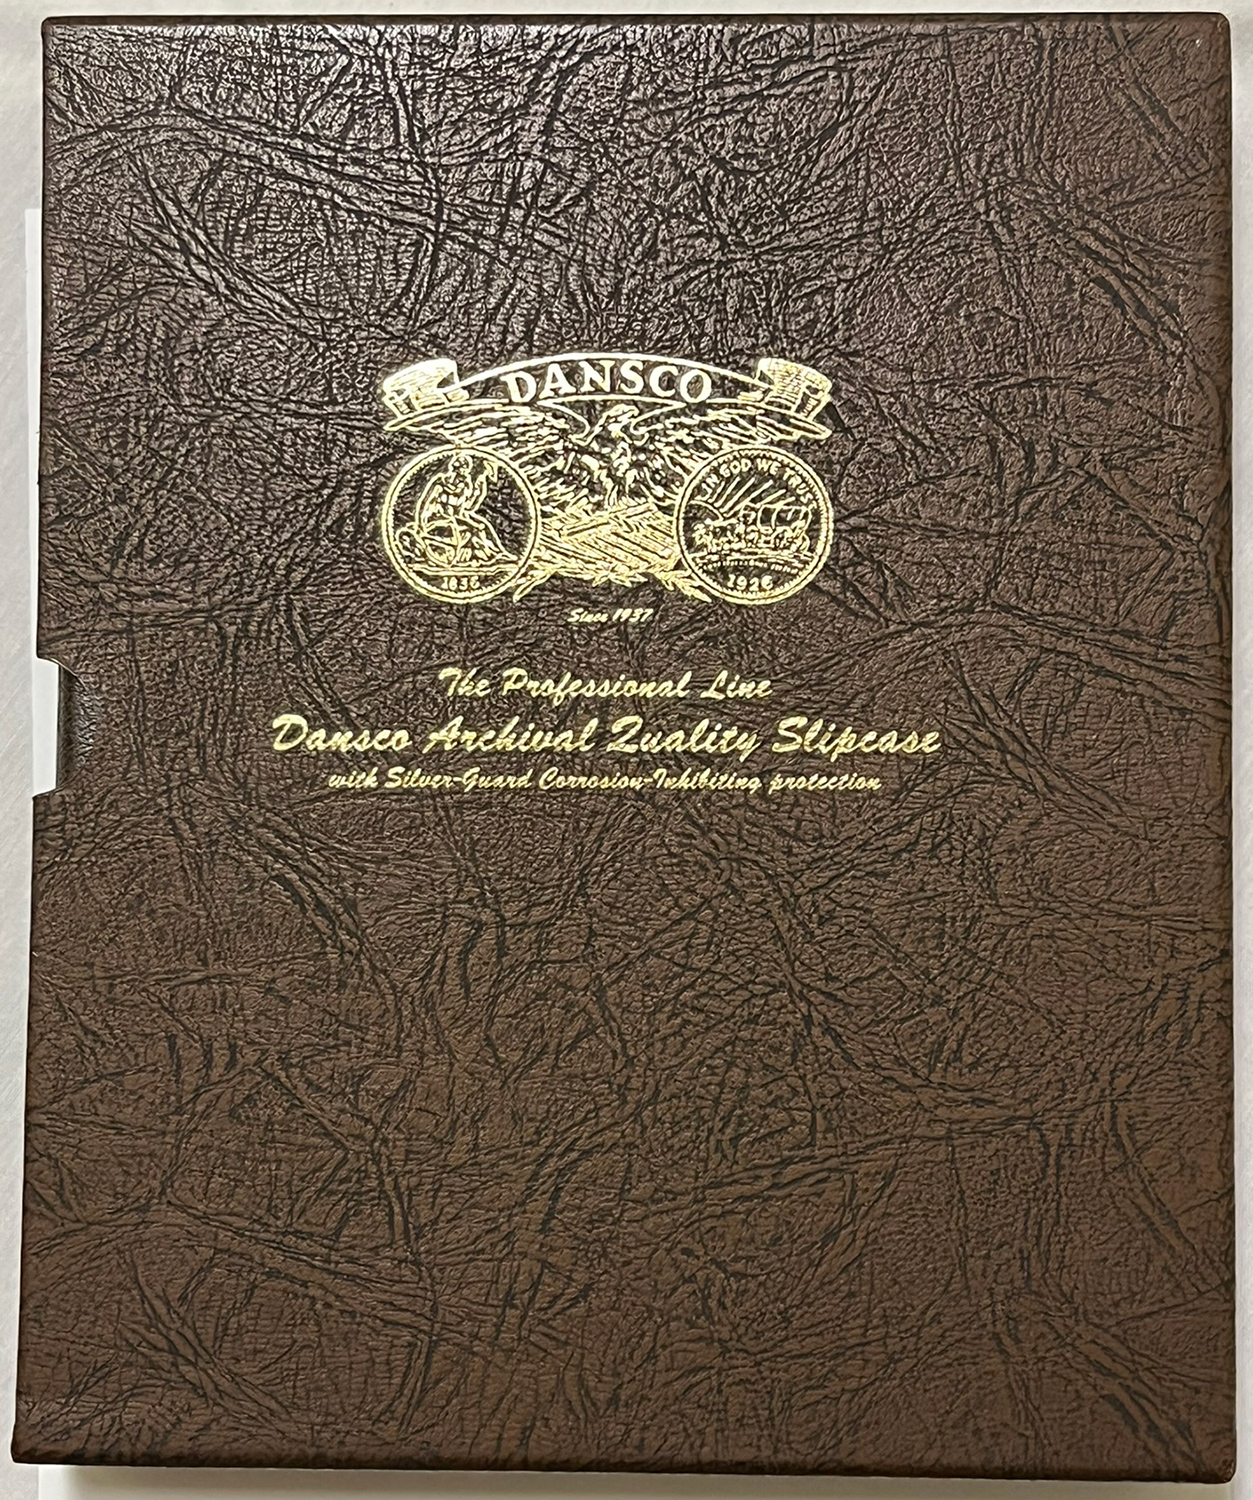 DANSCO
IN GOD WE TRUST
1836
1926
Since 1937
The Professional Line
Dansco Archival Quality Slipcase
with Silver-Guard Corrosion-Inhibiting protection